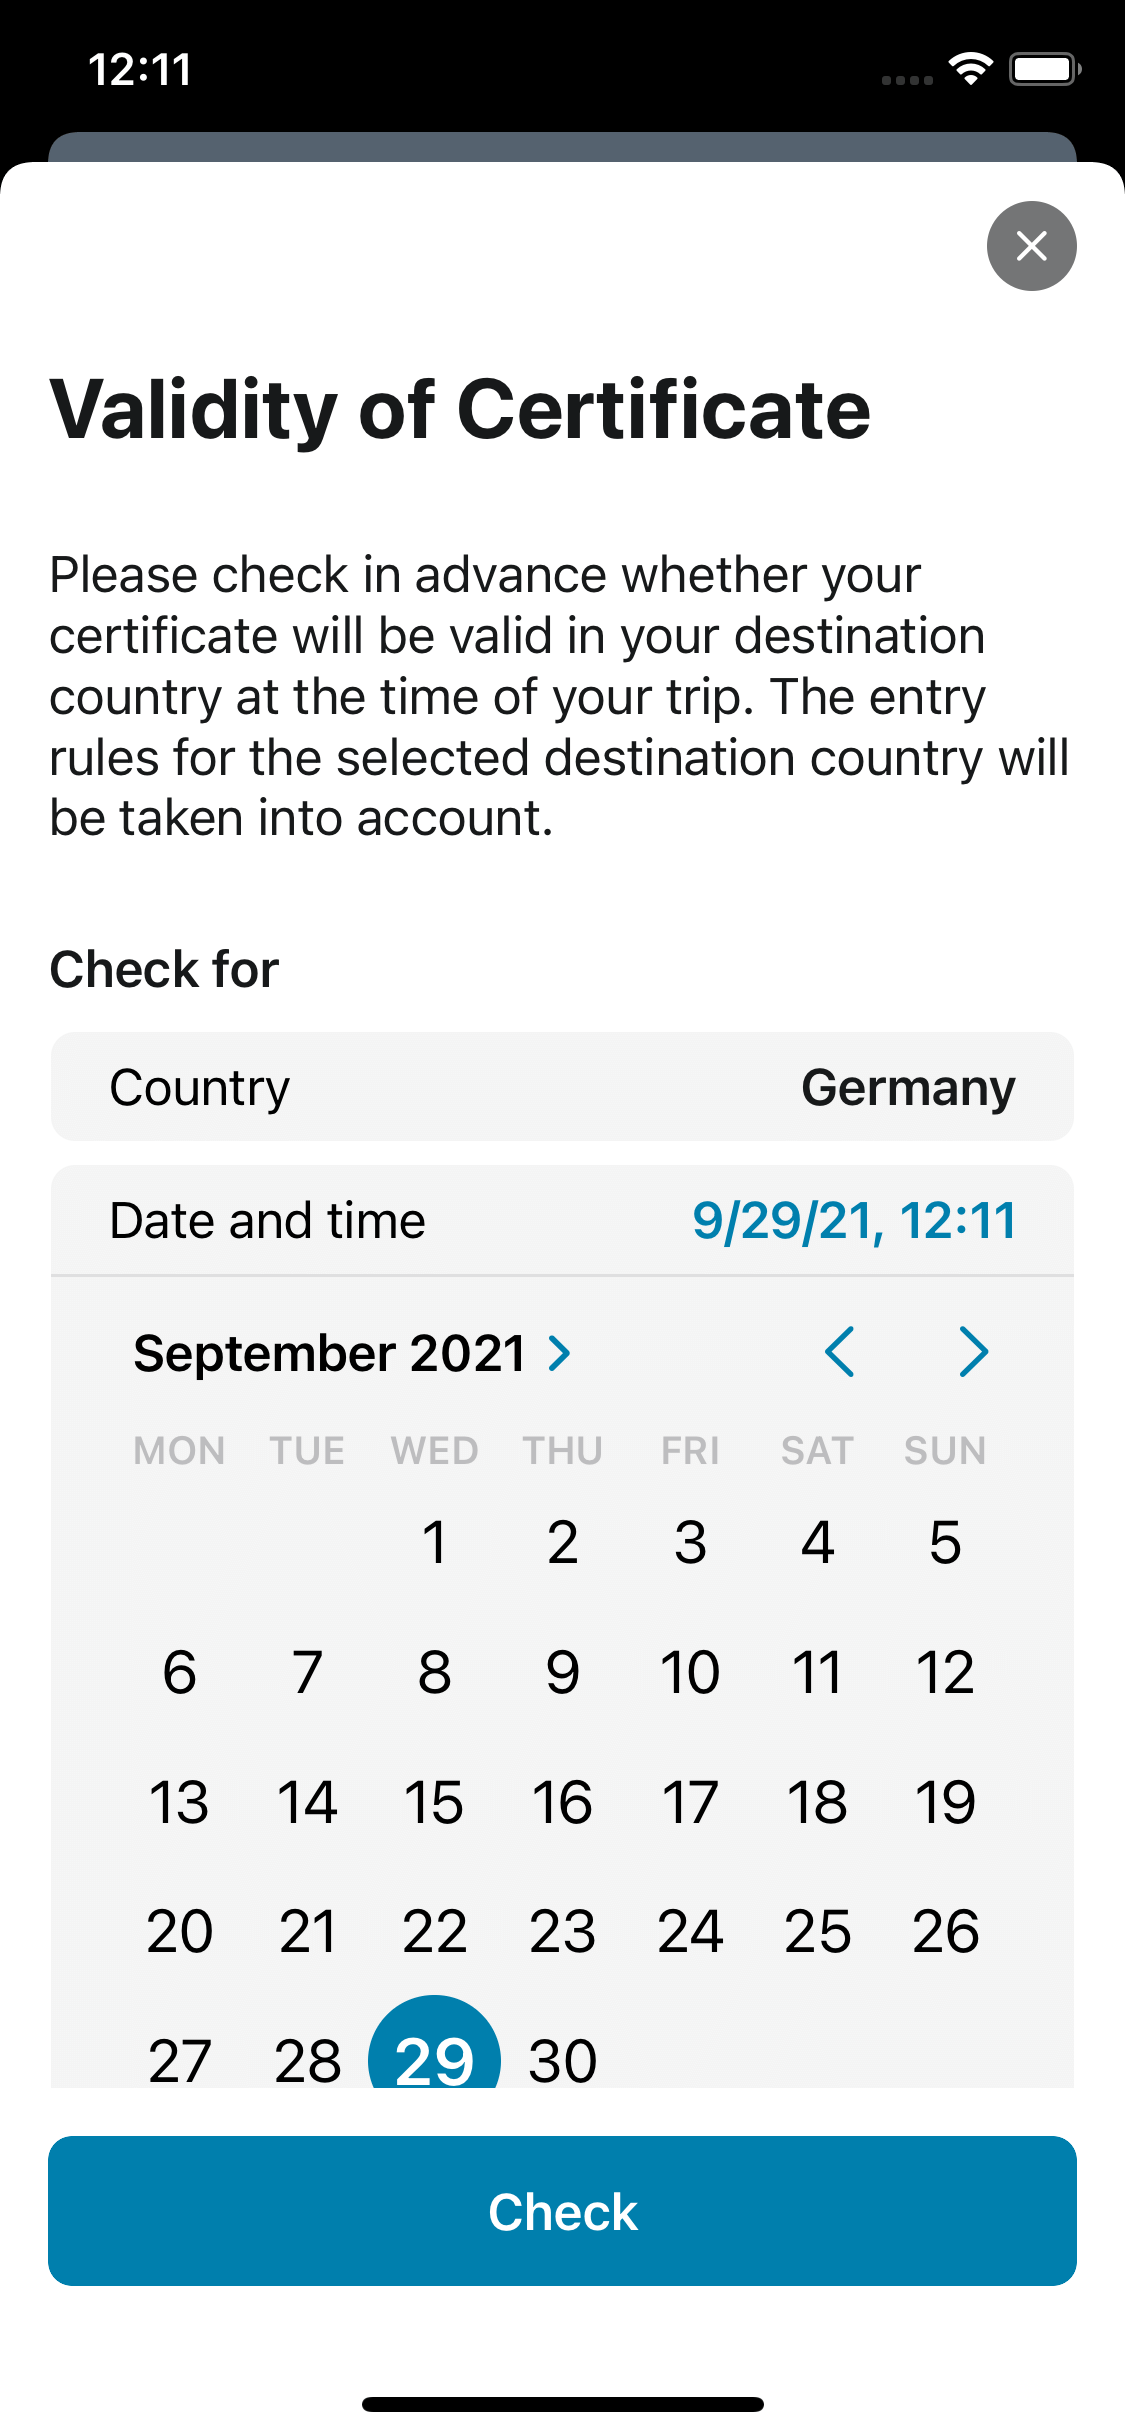 12:11
Validity of Certificate
Please check in advance whether your
certificate will be valid in your destination
country at the time of your trip. The entry
rules for the selected destination country will
be taken into account.
Check for
Country Germany
Date and time 9/29/21, 12:11
September 2021
MON TUE WED THU FRI SAT SUN
1 2 3 4 5
6 7 8 9 10 11 12
13 14 15 16 17 18 19
20 21 22 23 24 25 26
27 28 29 30
Check